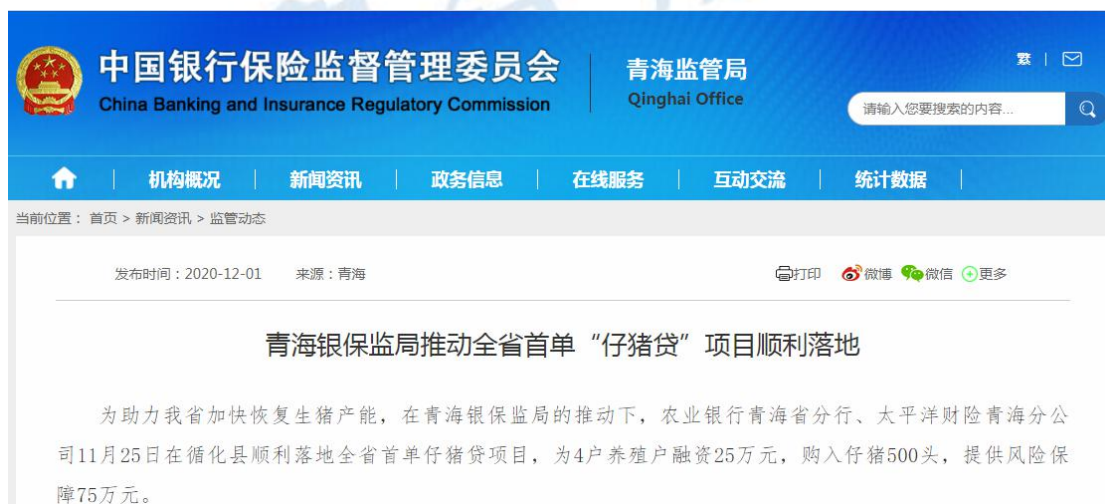 中国银行保险监督管理委员会
China Banking and Insurance Regulatory Commission
青海监管局
Qinghai Office
繁
请输入您要搜索的内容...
机构概况 新闻资讯 政务信息 在线服务 互动交流 统计数据
当前位置： 首页 > 新闻资讯 > 监管动态
发布时间：2020-12-01 来源：青海 打印 微博 微信 更多
青海银保监局推动全省首单“仔猪贷”项目顺利落地
为助力我省加快恢复生猪产能，在青海银保监局的推动下，农业银行青海省分行、太平洋财险青海分公
司11月25日在循化县顺利落地全省首单仔猪贷项目，为4户养殖户融资25万元，购入仔猪500头，提供风险保
障75万元。